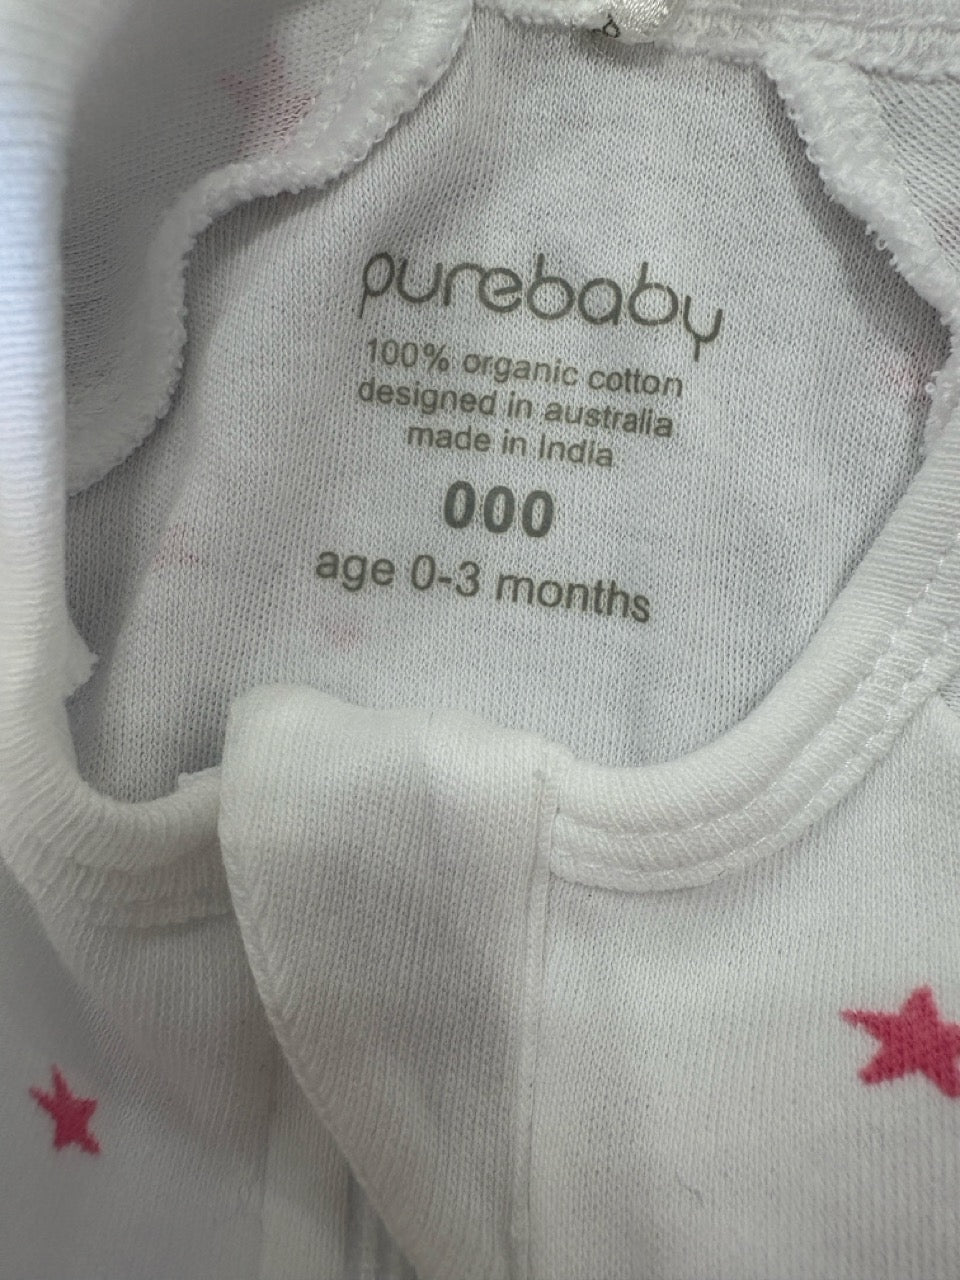 purebaby
100% organic cotton
designed in australia
made in India
000
age 0-3 months